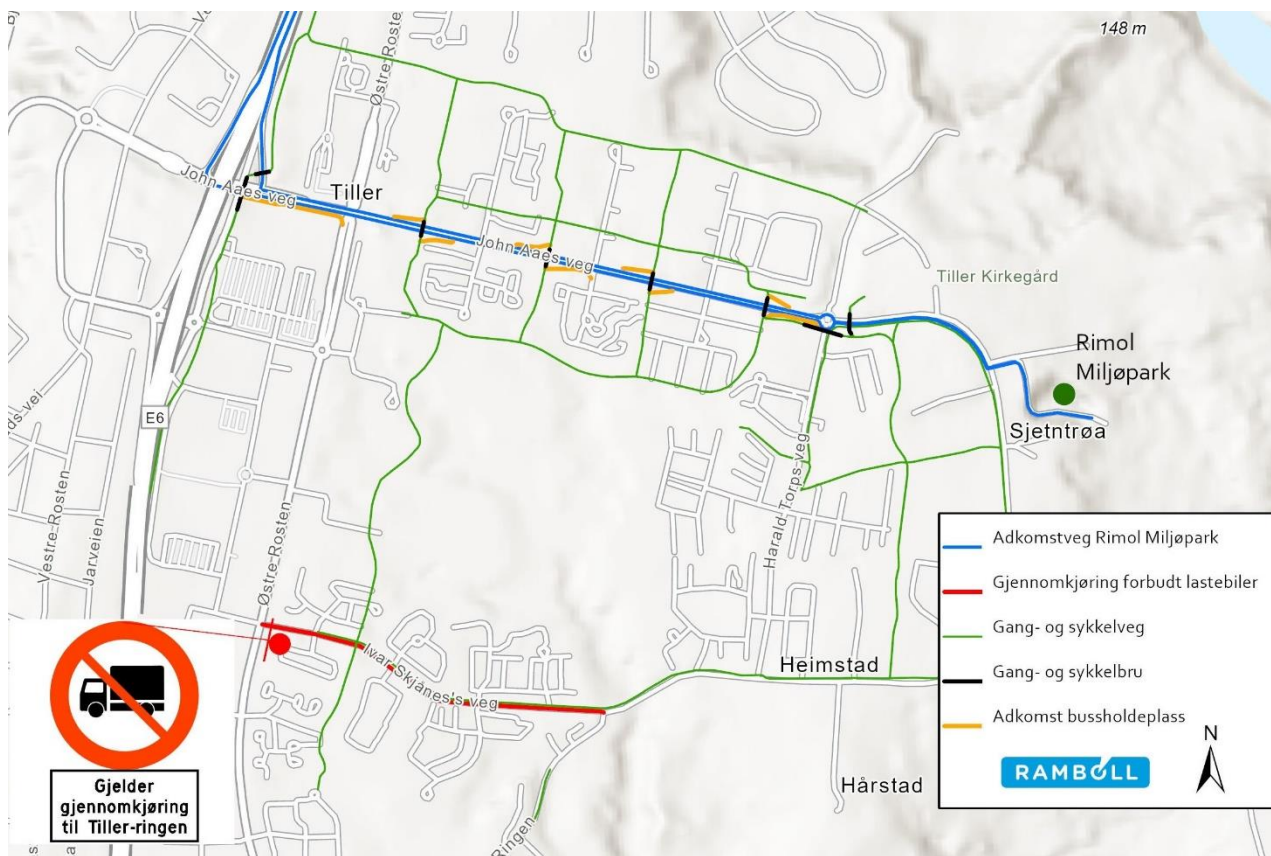 148 m
Østre-Rosten
John Aaes veg
Tiller
John Aaes veg
Tiller Kirkegård
Rimol
Miljøpark
E6
Sjetntrøa
Vestre-Rosten
Jarveien
Østre-Rosten
Harald Torps-veg
Ivar-Skjånes's veg
Heimstad
Hårstad
Ringen
Gjelder
gjennomkjøring
til Tiller-ringen
Adkomstveg Rimol Miljøpark
Gjennomkjøring forbudt lastebiler
Gang- og sykkelveg
Gang- og sykkelbru
Adkomst bussholdeplass
RAMBOLL
N